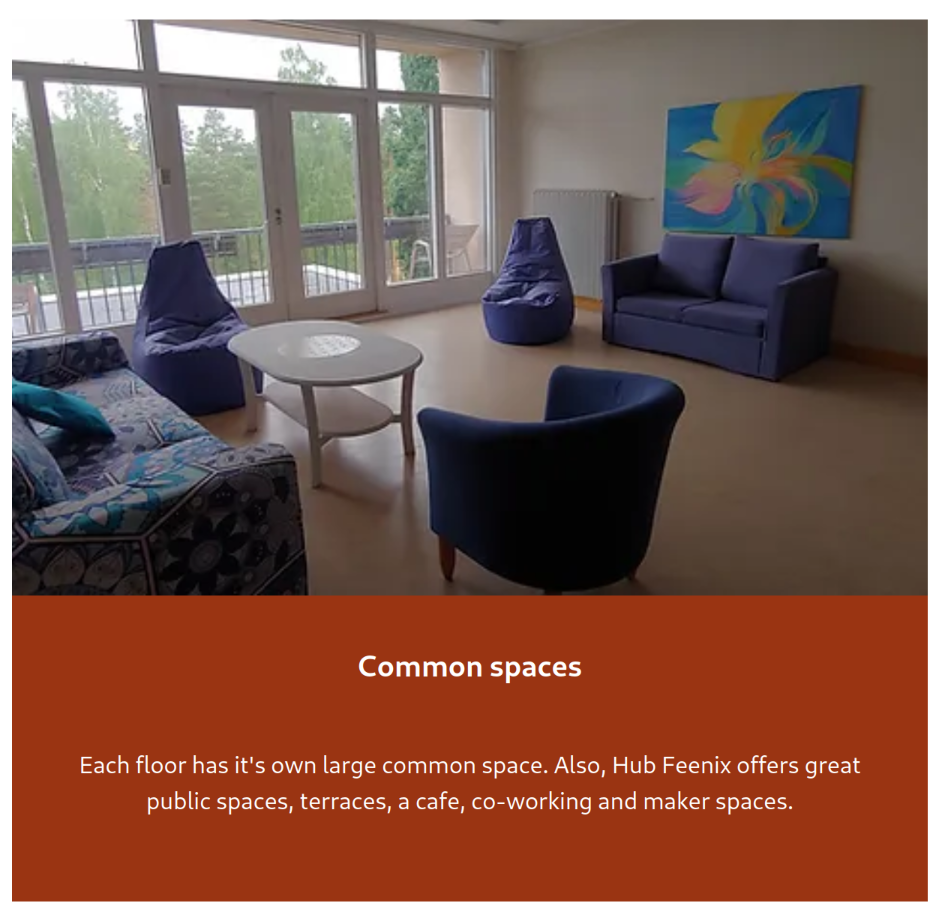 Common spaces
Each floor has it's own large common space. Also, Hub Feenix offers great
public spaces, terraces, a cafe, co-working and maker spaces.